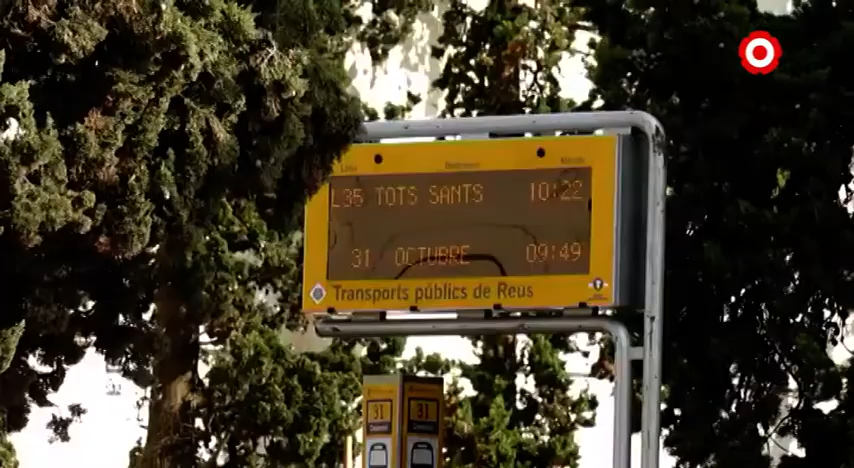 L35 TOTS SANTS 10:22
31 OCTUBRE 09:49
Transports públics de Reus
31 31